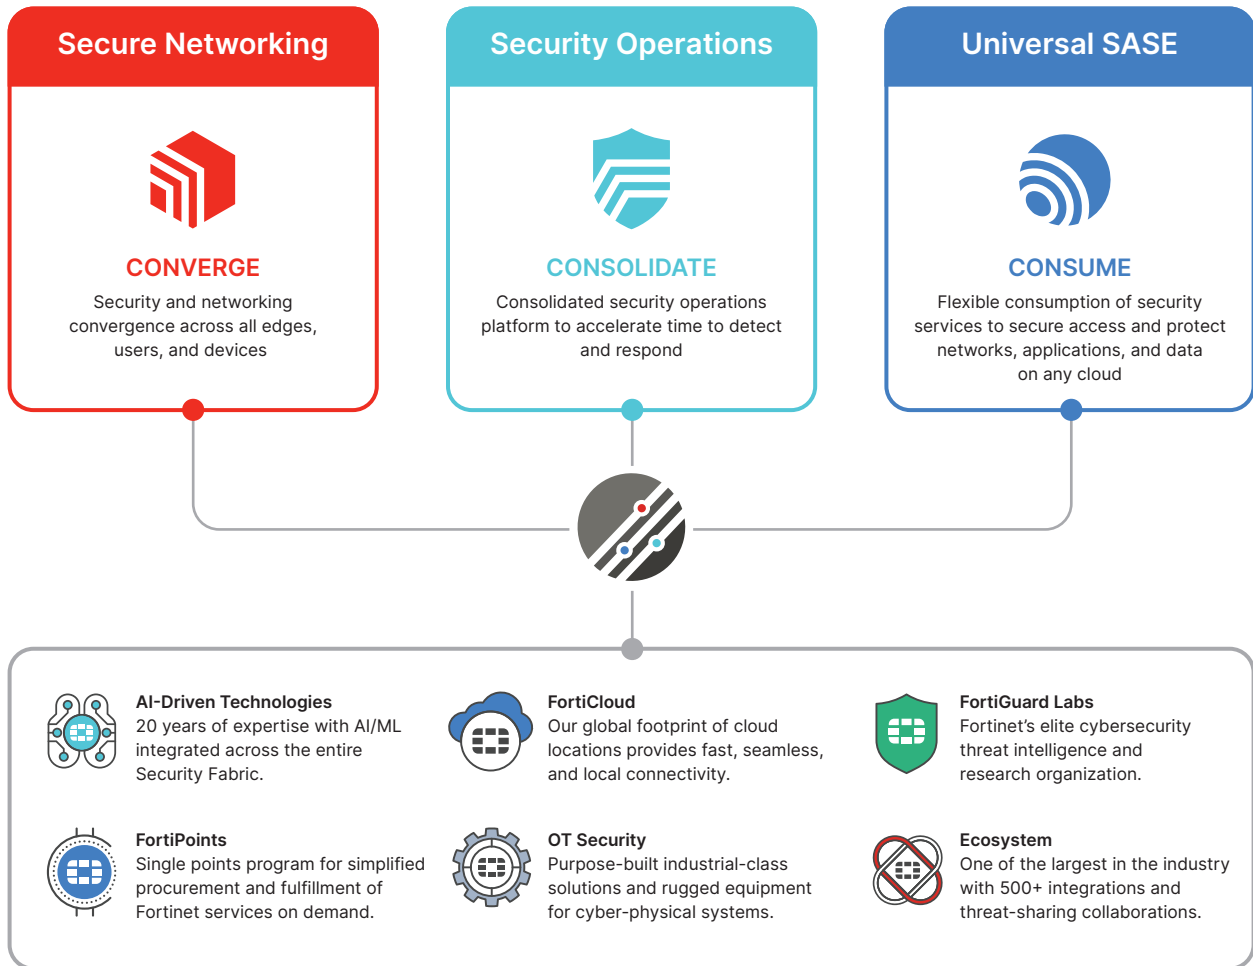 Secure Networking
CONVERGE
Security and networking
convergence across all edges,
users, and devices
Security Operations
CONSOLIDATE
Consolidated security operations
platform to accelerate time to detect
and respond
Universal SASE
CONSUME
Flexible consumption of security
services to secure access and protect
networks, applications, and data
on any cloud
AI-Driven Technologies
20 years of expertise with AI/ML
integrated across the entire
Security Fabric.
FortiCloud
Our global footprint of cloud
locations provides fast, seamless,
and local connectivity.
FortiGuard Labs
Fortinet’s elite cybersecurity
threat intelligence and
research organization.
FortiPoints
Single points program for simplified
procurement and fulfillment of
Fortinet services on demand.
OT Security
Purpose-built industrial-class
solutions and rugged equipment
for cyber-physical systems.
Ecosystem
One of the largest in the industry
with 500+ integrations and
threat-sharing collaborations.